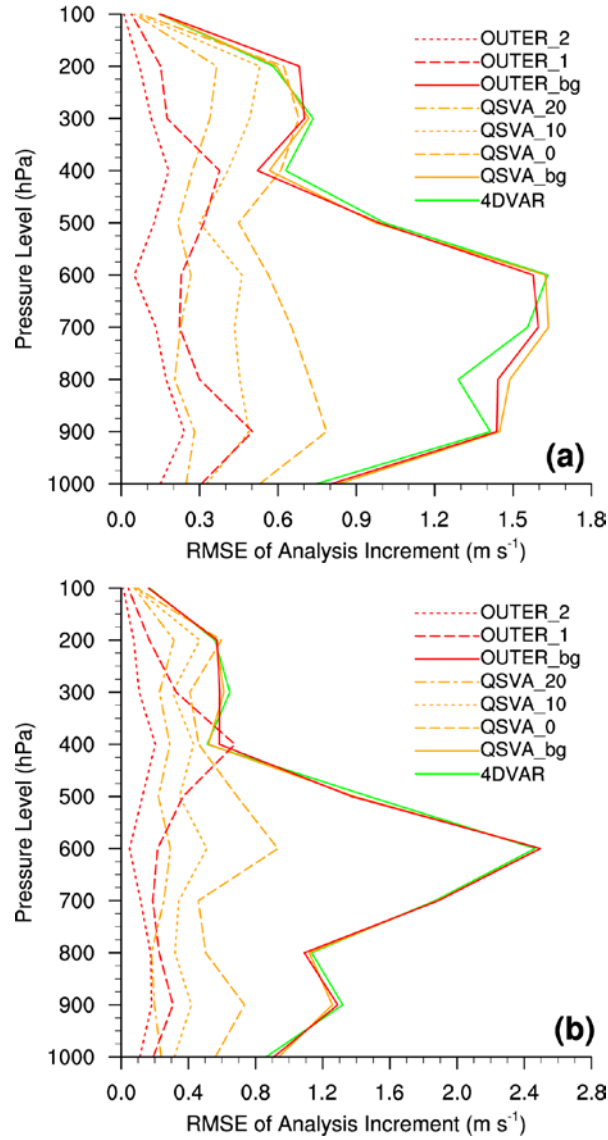 100
200
300
400
500
600
700
800
900
1000
Pressure Level (hPa)
OUTER_2
OUTER_1
OUTER_bg
QSVA_20
QSVA_10
QSVA_0
QSVA_bg
4DVAR
(a)
0.0 0.3 0.6 0.9 1.2 1.5 1.8
RMSE of Analysis Increment (m s⁻¹)
100
200
300
400
500
600
700
800
900
1000
Pressure Level (hPa)
OUTER_2
OUTER_1
OUTER_bg
QSVA_20
QSVA_10
QSVA_0
QSVA_bg
4DVAR
(b)
0.0 0.4 0.8 1.2 1.6 2.0 2.4 2.8
RMSE of Analysis Increment (m s⁻¹)